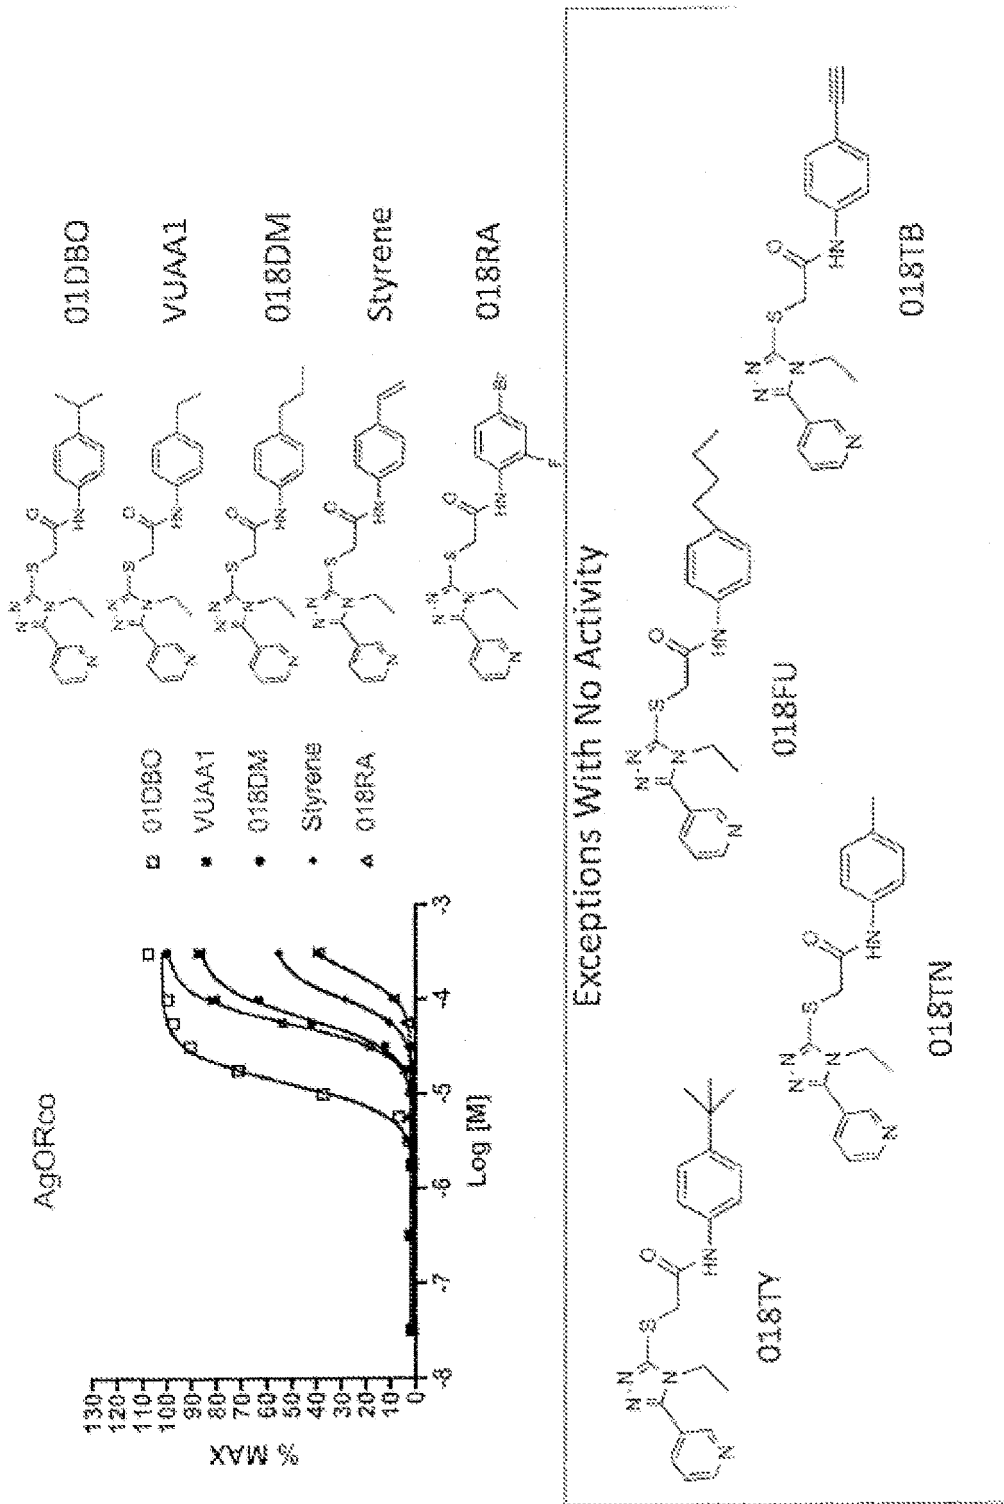 AgORco
% MAX
130
120
110
100
90
80
70
60
50
40
30
20
10
0
-8
-7
-6
-5
-4
-3
Log [M]
01DBO
VUAA1
018DM
Styrene
018RA
01DBO
VUAA1
018DM
Styrene
018RA
Exceptions With No Activity
018TY
018TN
018FU
018TB